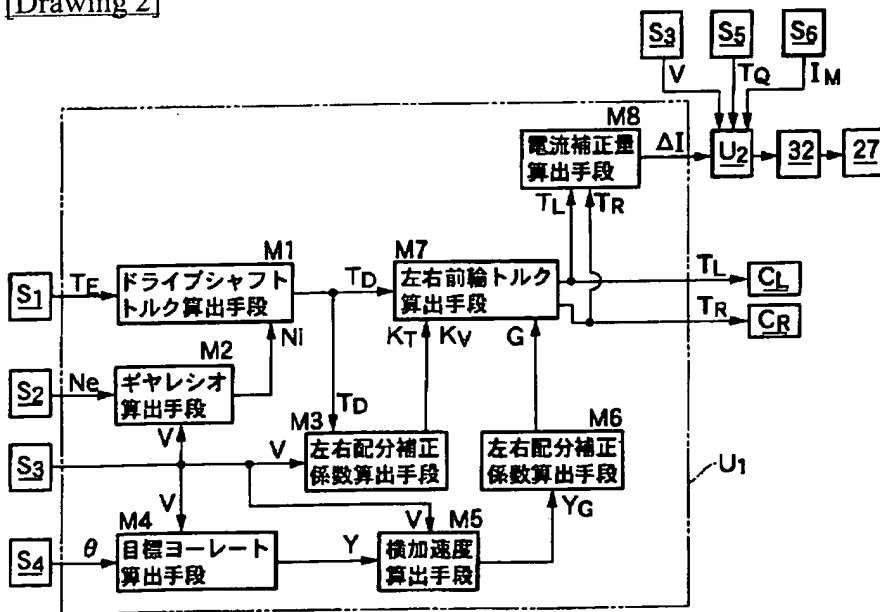 [Drawing 2]
S3
S5
S6
V
TQ
IM
M8
電流補正量
算出手段
ΔI
U2
32
27
TL
TR
M1
M7
S1
TE
ドライブシャフト
トルク算出手段
TD
左右前輪トルク
算出手段
TL
CL
TR
CR
Ni
KT
KV
G
M2
S2
Ne
ギヤレシオ
算出手段
TD
M3
M6
V
V
左右配分補正
係数算出手段
左右配分補正
係数算出手段
S3
U1
V
YG
M4
V
M5
S4
θ
目標ヨーレート
算出手段
Y
横加速度
算出手段